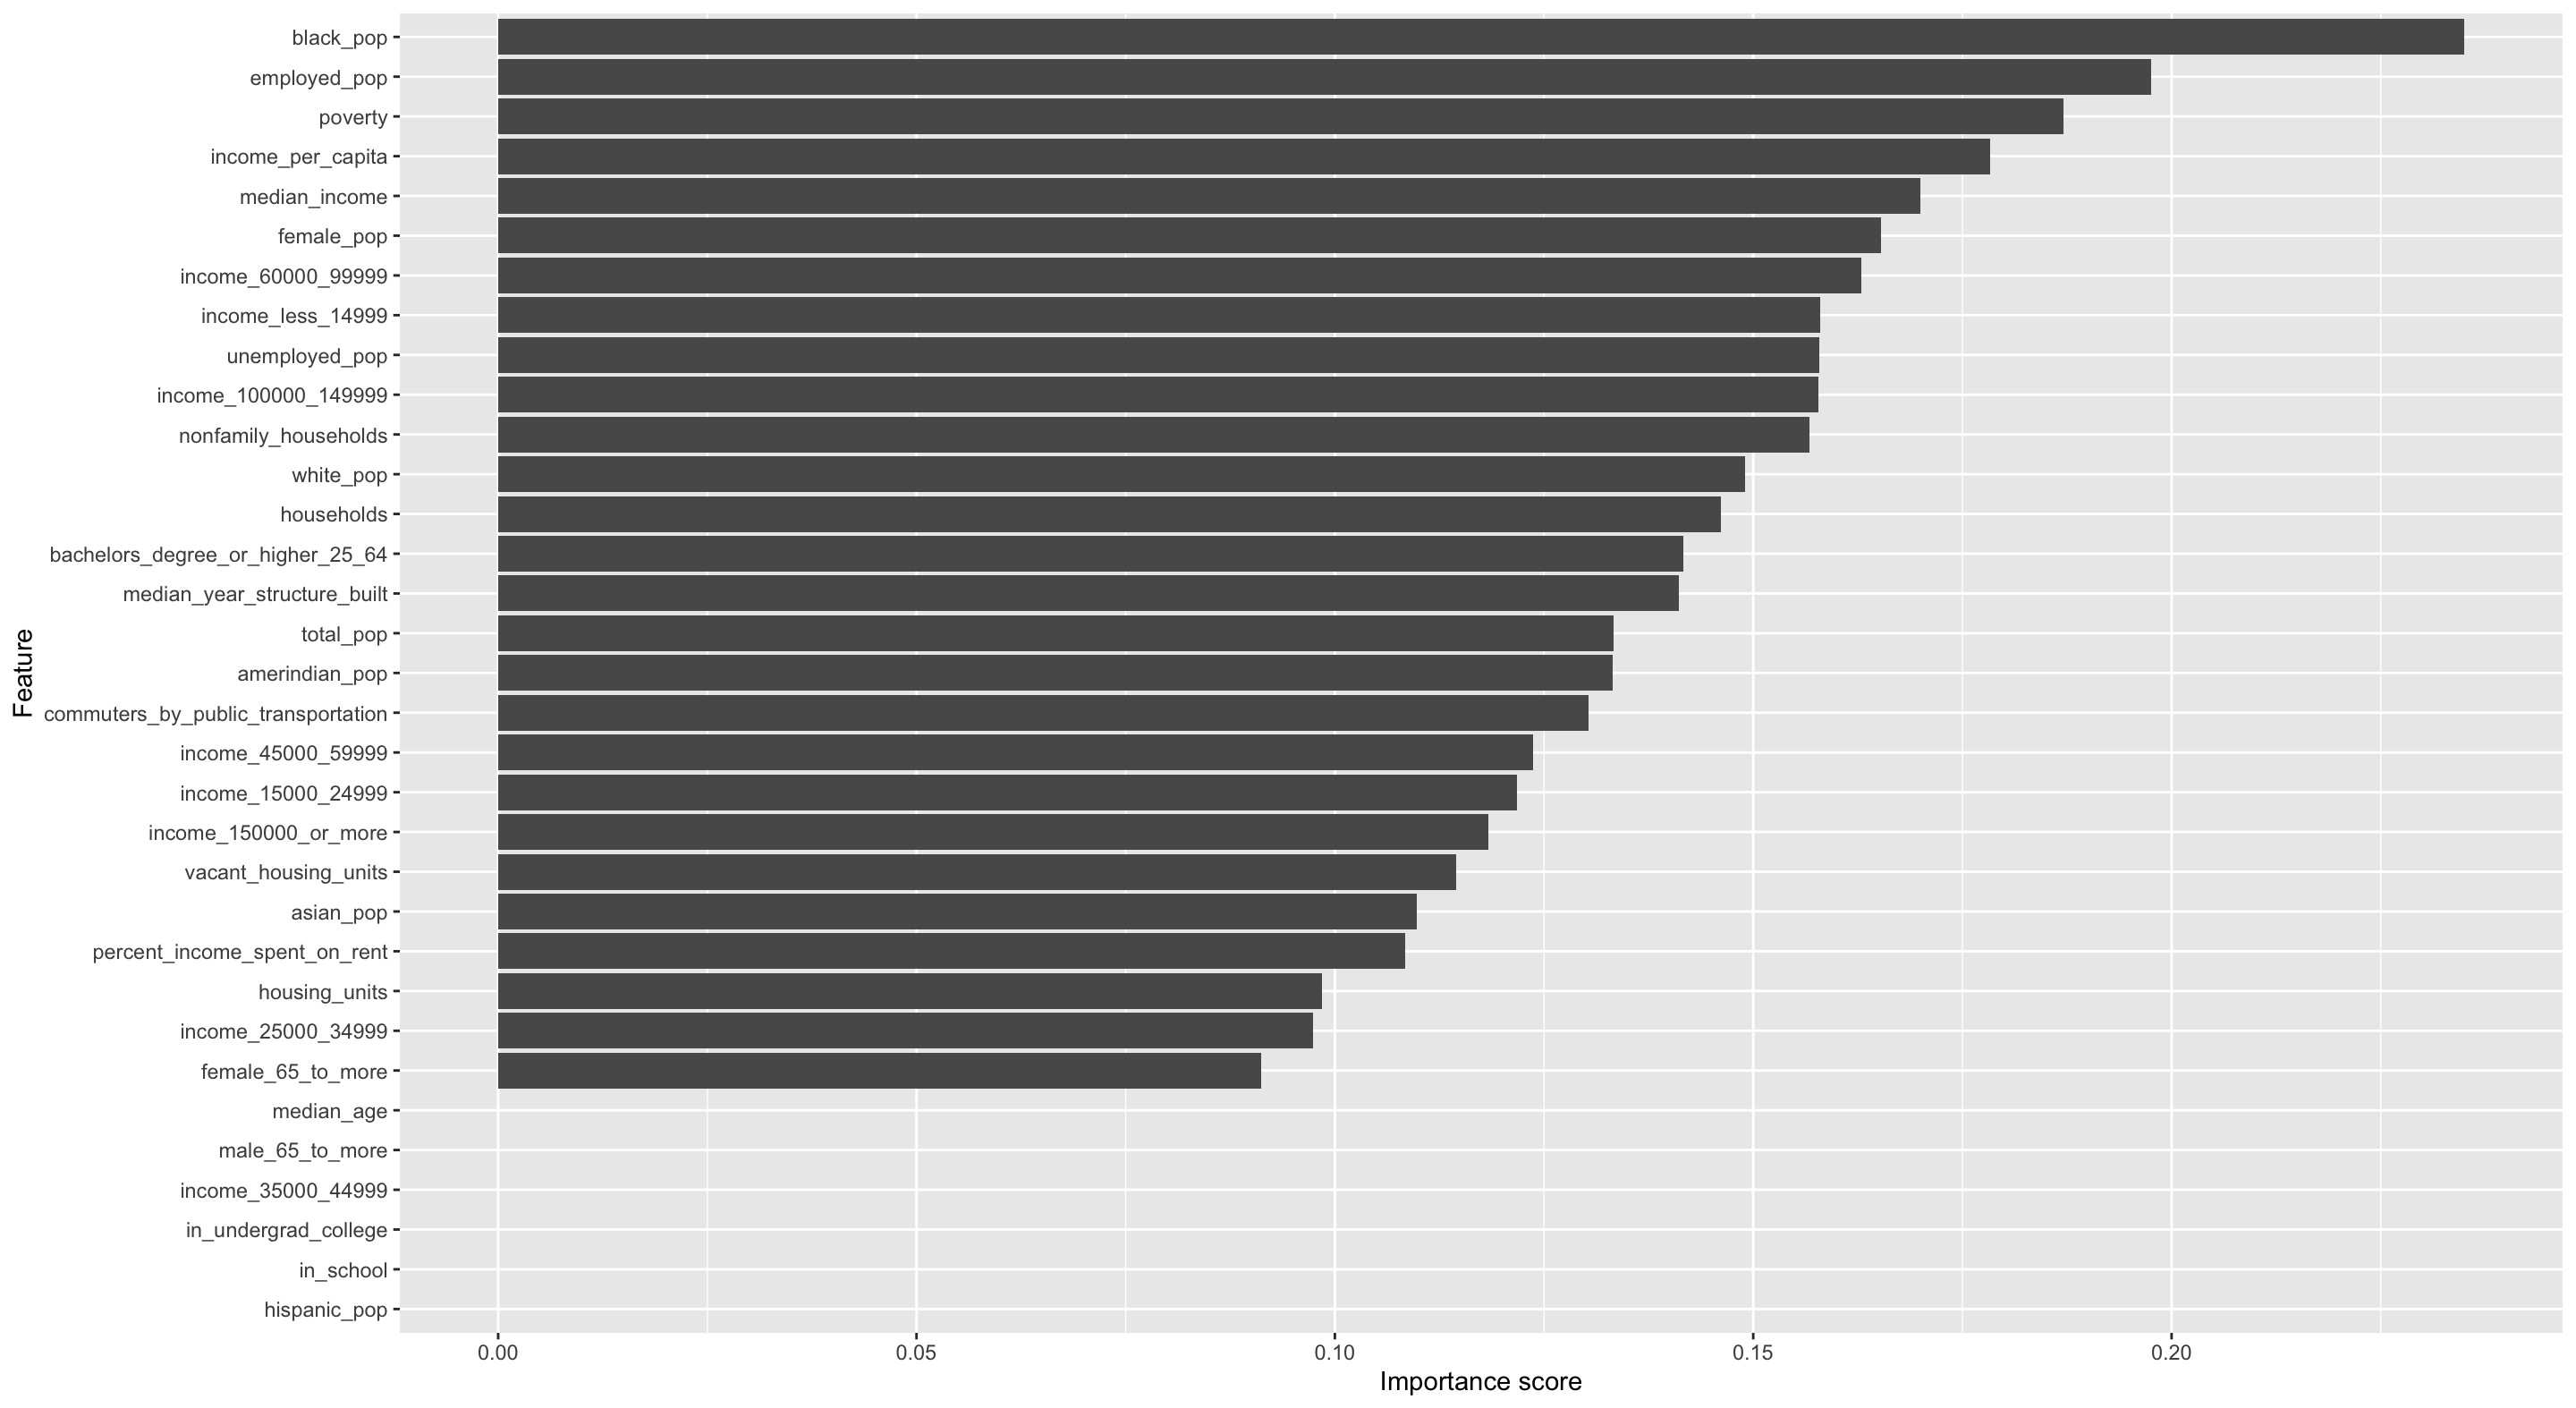 black_pop
employed_pop
poverty
income_per_capita
median_income
female_pop
income_60000_99999
income_less_14999
unemployed_pop
income_100000_149999
nonfamily_households
white_pop
households
bachelors_degree_or_higher_25_64
median_year_structure_built
total_pop
amerindian_pop
commuters_by_public_transportation
income_45000_59999
income_15000_24999
income_150000_or_more
vacant_housing_units
asian_pop
percent_income_spent_on_rent
housing_units
income_25000_34999
female_65_to_more
median_age
male_65_to_more
income_35000_44999
in_undergrad_college
in_school
hispanic_pop
Feature
0.00 0.05 0.10 0.15 0.20
Importance score